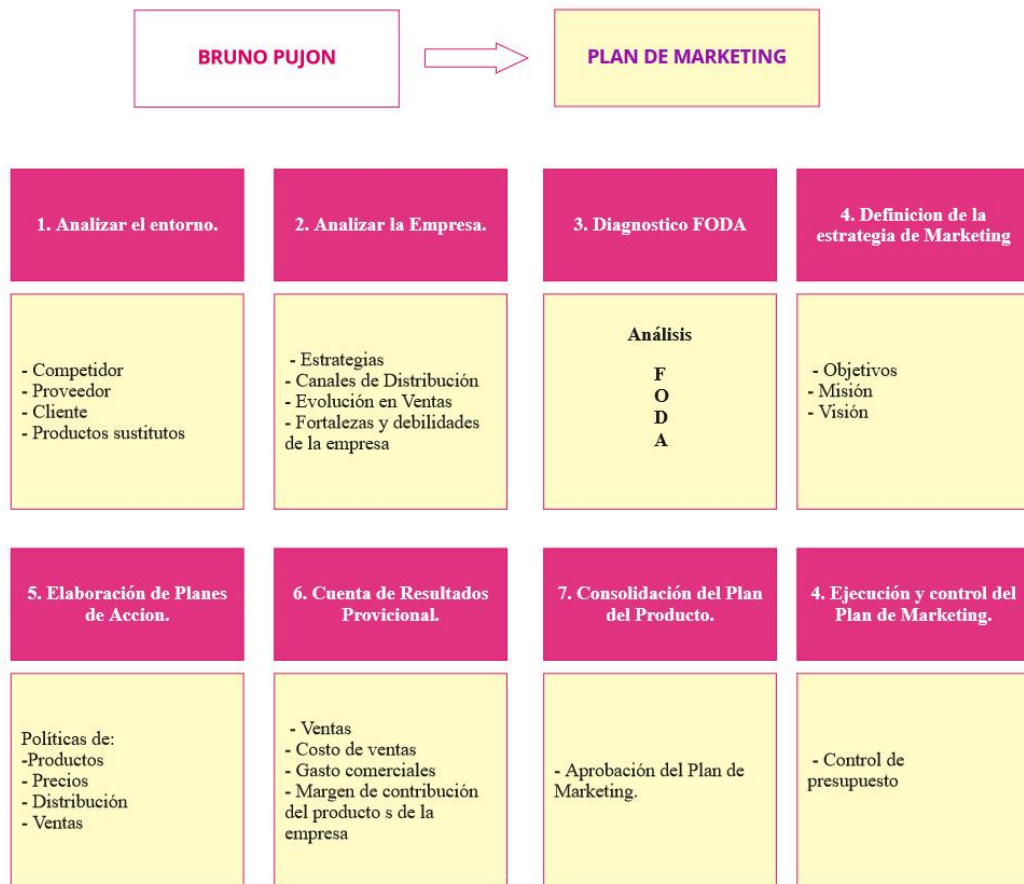 BRUNO PUJON
PLAN DE MARKETING
1. Analizar el entorno.
- Competidor
- Proveedor
- Cliente
- Productos sustitutos
2. Analizar la Empresa.
- Estrategias
- Canales de Distribución
- Evolución en Ventas
- Fortalezas y debilidades
de la empresa
3. Diagnostico FODA
Análisis
F
O
D
A
4. Definicion de la
estrategia de Marketing
- Objetivos
- Misión
- Visión
5. Elaboración de Planes
de Accion.
Políticas de:
-Productos
- Precios
- Distribución
- Ventas
6. Cuenta de Resultados
Provicional.
- Ventas
- Costo de ventas
- Gasto comerciales
- Margen de contribución
del producto s de la
empresa
7. Consolidación del Plan
del Producto.
- Aprobación del Plan de
Marketing.
4. Ejecución y control del
Plan de Marketing.
- Control de
presupuesto